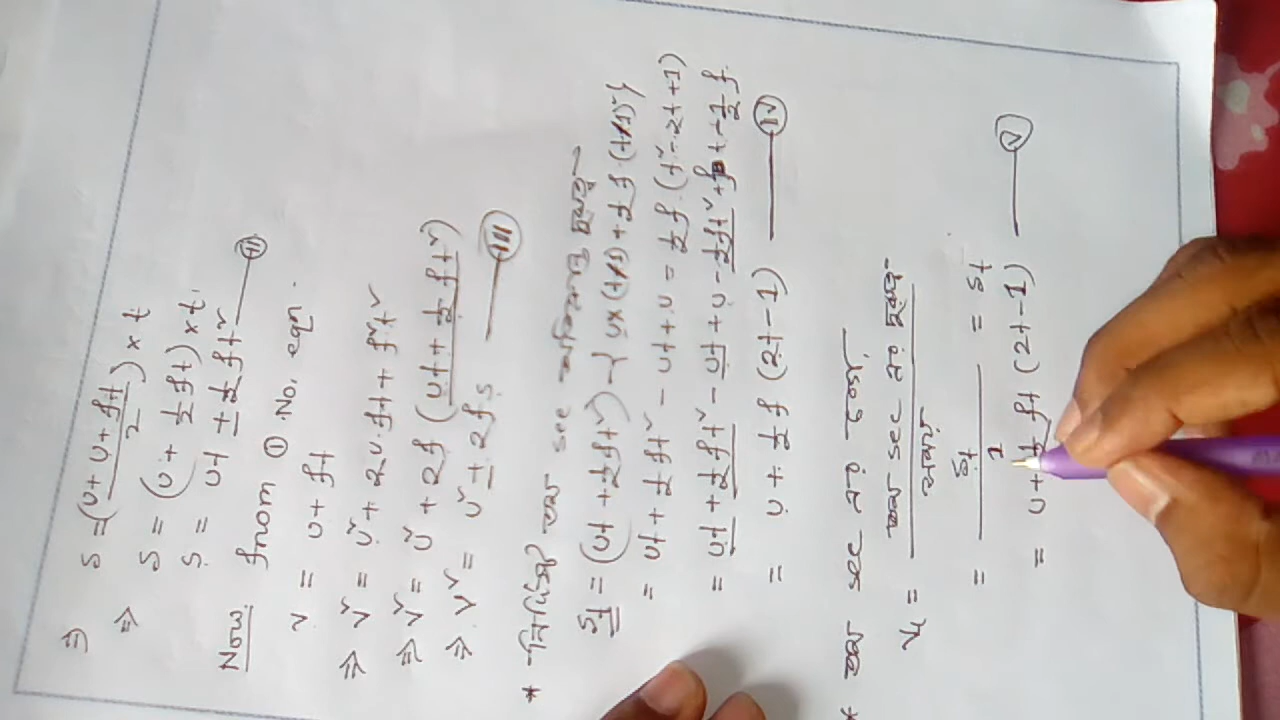 ⇒ S = (U + U + ft / 2) × t
⇒ S = (U + 1/2 ft) × t
S = Ut + 1/2 ft² —— (ii)
Now from ① No. eqn.
v = U + ft
⇒ v² = U² + 2U.ft + f²t²
⇒ v² = U² + 2f (Ut + 1/2 ft²)
⇒ v² = U² ± 2fs —— (iii)
* নির্দিষ্ট তম sec
St = (Ut + 1/2 ft²) - { U×(t-1) + 1/2 f (t-1)² }
= Ut + 1/2 ft² - Ut + U = 1/2 f. (t² - 2t + 1)
= Ut + 1/2 ft² - Ut + U - 1/2 ft² + ft - 1/2 f.
= U + 1/2 f (2t - 1) —— (iv)
* তম sec এ
= তম sec এ / সময়
= St / 1 = St
= U + 1/2 ft (2t - 1) —— (v)